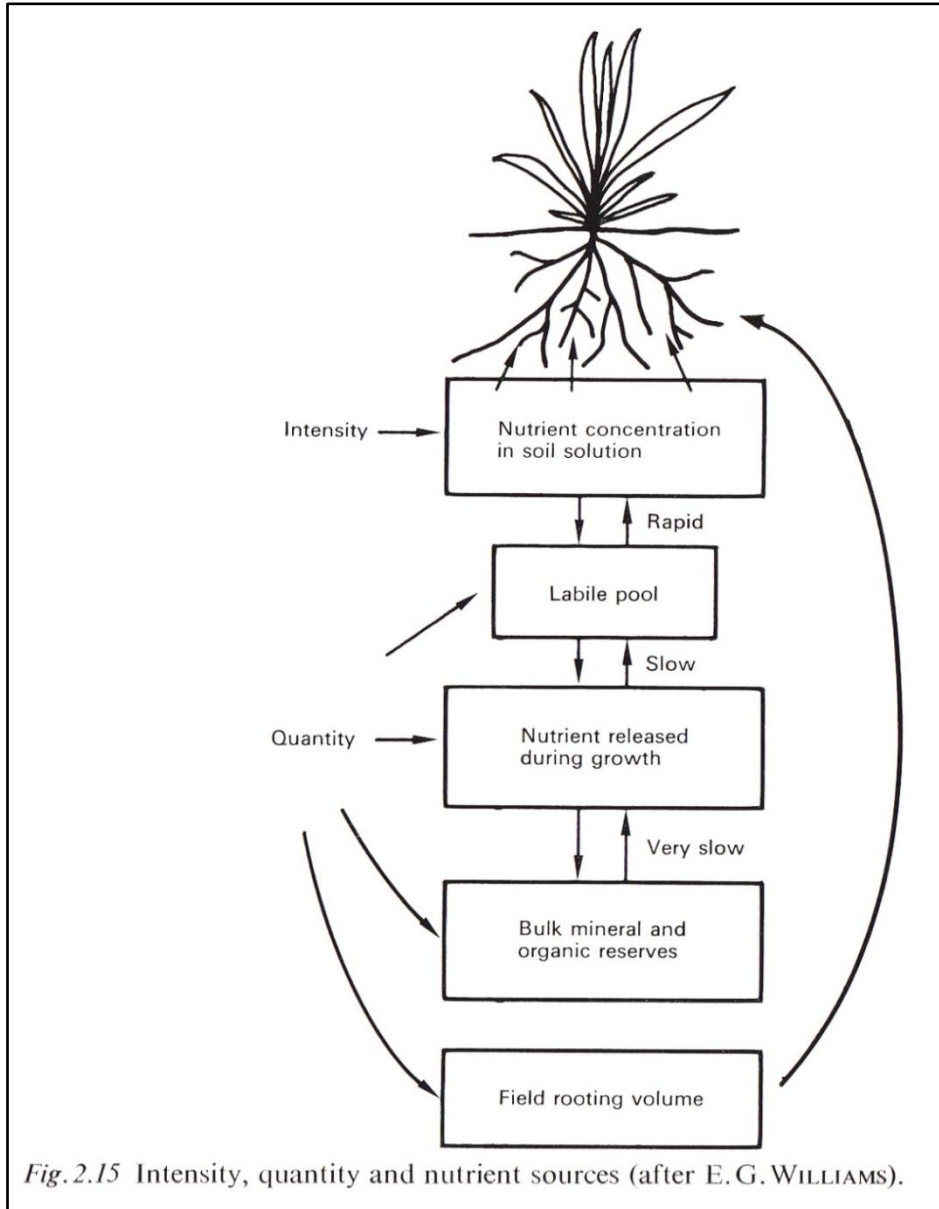 Intensity
Nutrient concentration
in soil solution
Rapid
Labile pool
Slow
Quantity
Nutrient released
during growth
Very slow
Bulk mineral and
organic reserves
Field rooting volume
Fig. 2.15 Intensity, quantity and nutrient sources (after E. G. WILLIAMS).